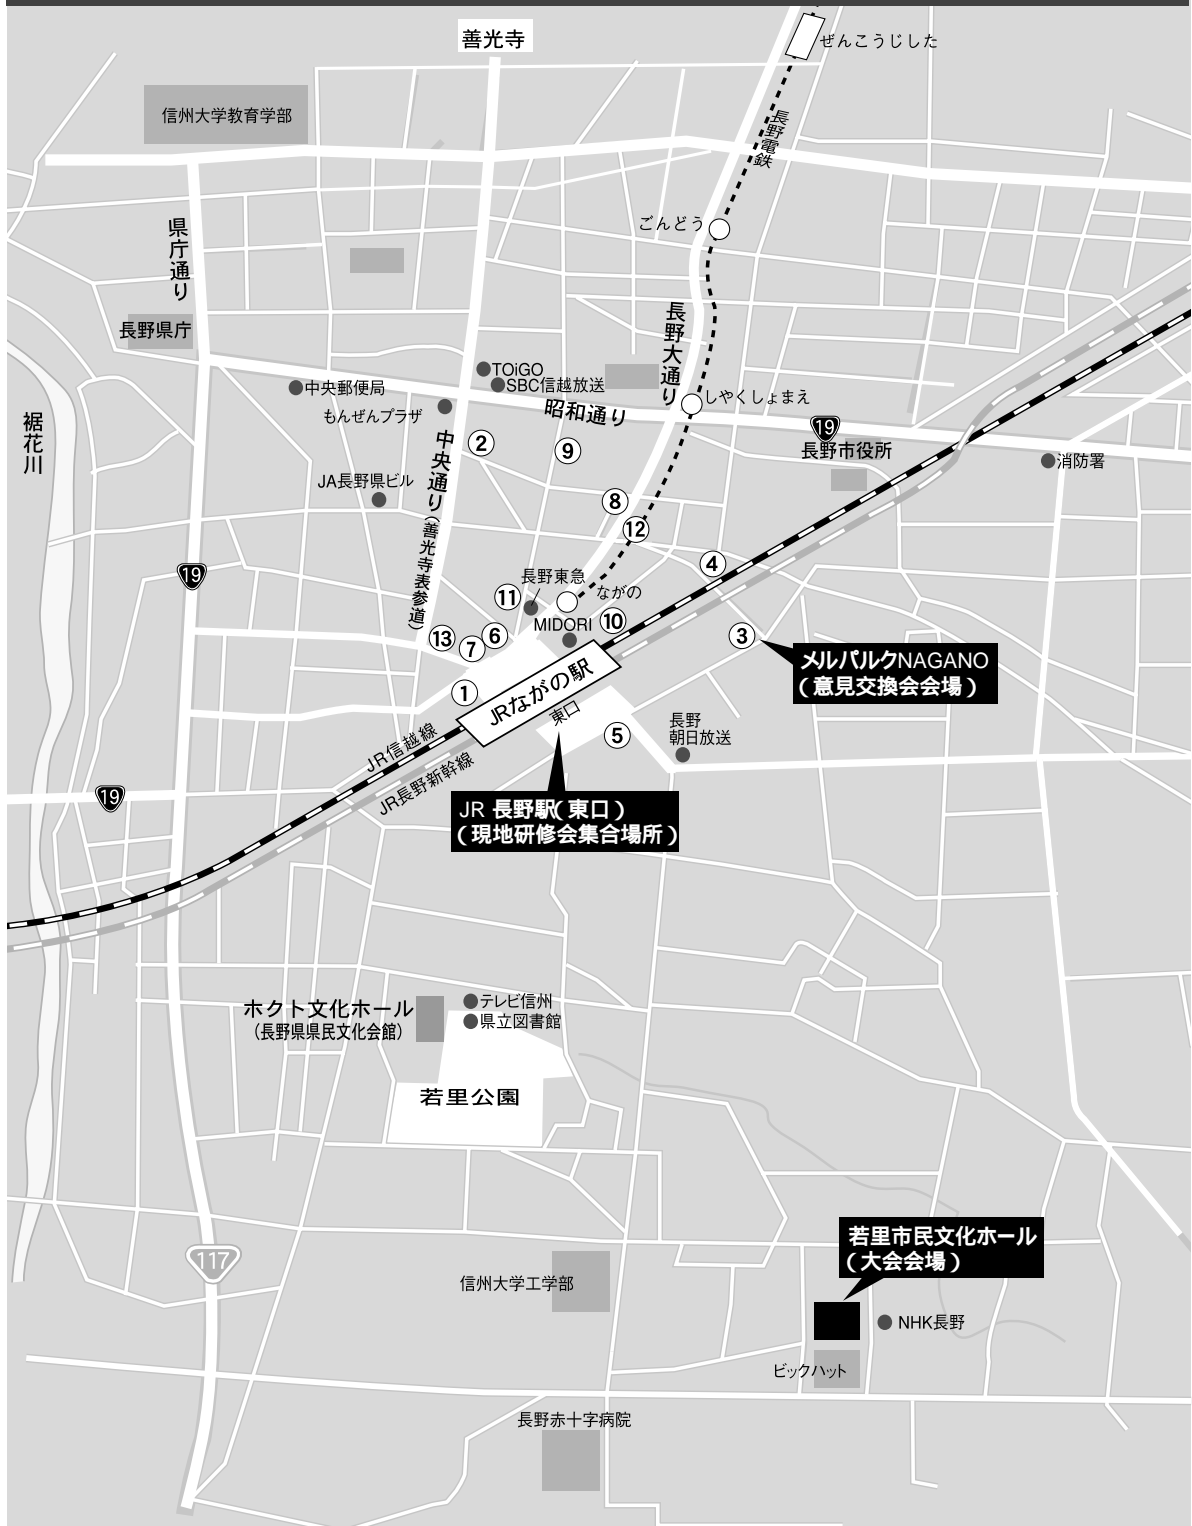 善光寺
ぜんこうじした
信州大学教育学部
長野電鉄
県庁通り
ごんどう
長野県庁
長野大通り
TOiGO
SBC信越放送
中央郵便局
もんぜんプラザ
昭和通り
しやくしょまえ
19
長野市役所
消防署
裾花川
中央通り(善光寺表参道)
②
⑨
JA長野県ビル
⑧
⑫
④
19
長野東急
⑪
ながの
MIDORI
⑩
⑬
⑦
⑥
③
メルパルクNAGANO
(意見交換会会場)
①
JRながの駅
東口
⑤
長野
朝日放送
JR信越線
JR長野新幹線
19
JR 長野駅(東口)
(現地研修会集合場所)
ホクト文化ホール
(長野県県民文化会館)
テレビ信州
県立図書館
若里公園
117
若里市民文化ホール
(大会会場)
信州大学工学部
NHK長野
ビックハット
長野赤十字病院